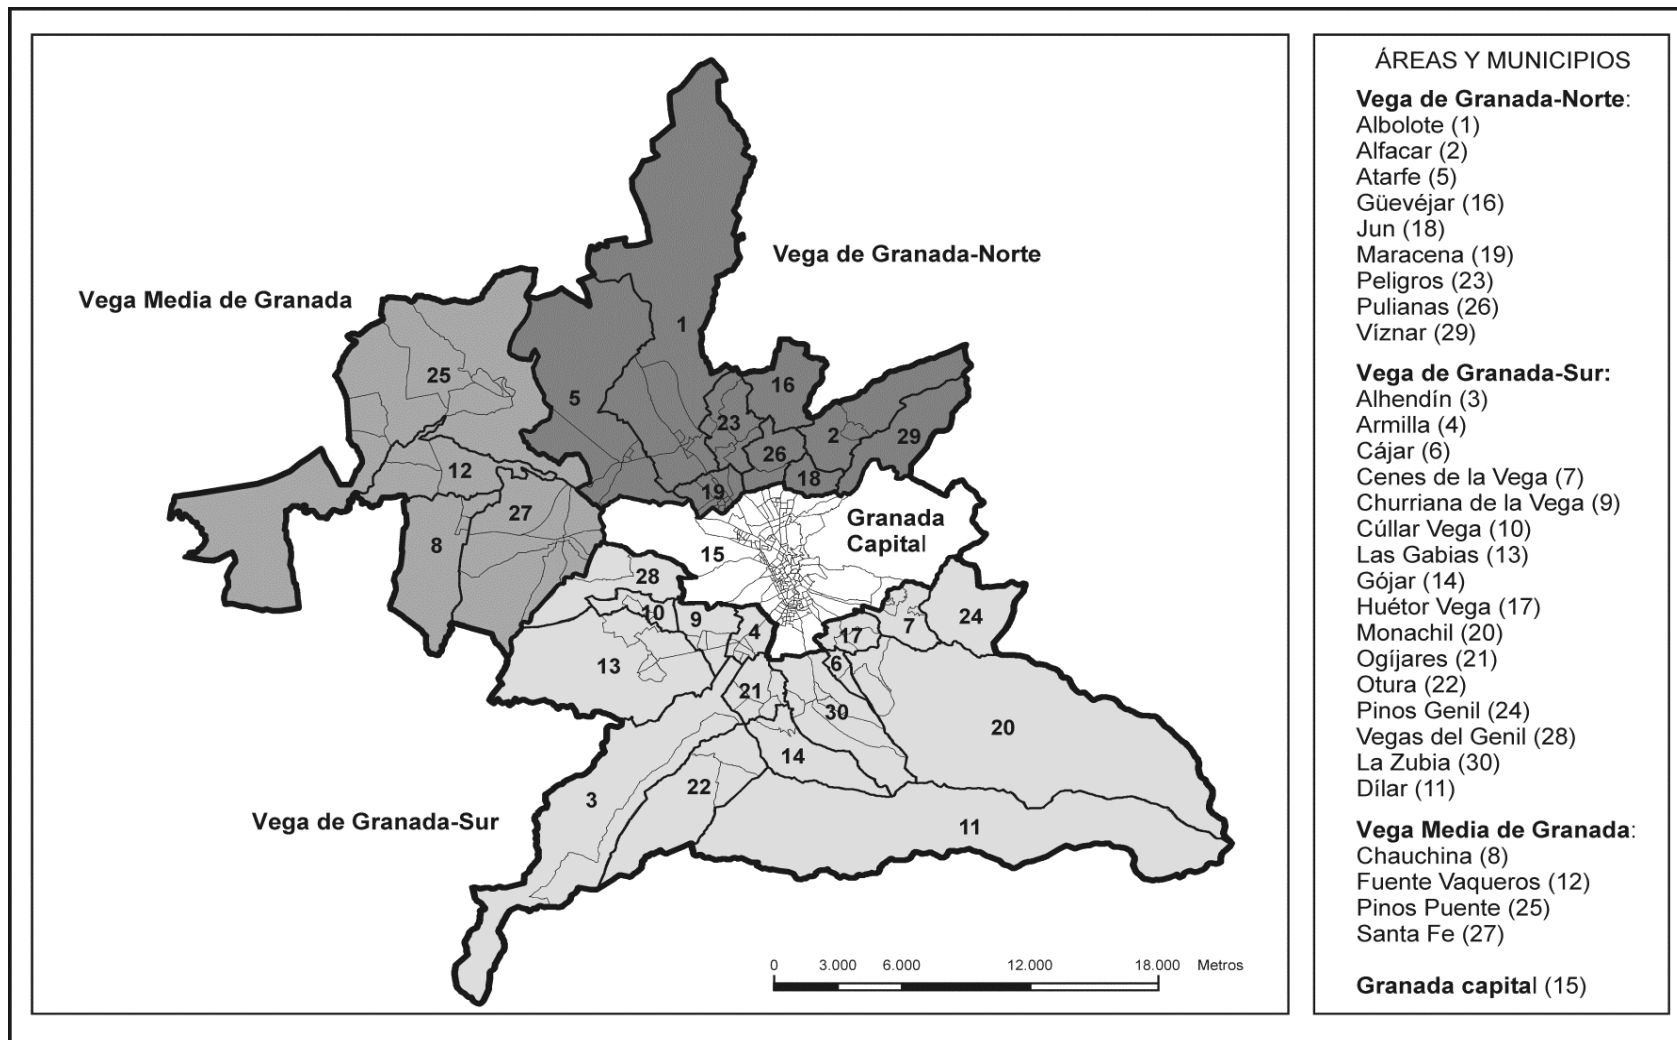 Vega de Granada-Norte
Vega Media de Granada
1
25
16
5
23
2
29
26
12
18
19
27
Granada
Capital
8
15
28
24
10
9
7
4
17
13
6
21
30
20
14
22
3
Vega de Granada-Sur
11
0 3.000 6.000 12.000 18.000 Metros
ÁREAS Y MUNICIPIOS
Vega de Granada-Norte:
Albolote (1)
Alfacar (2)
Atarfe (5)
Güevéjar (16)
Jun (18)
Maracena (19)
Peligros (23)
Pulianas (26)
Víznar (29)
Vega de Granada-Sur:
Alhendín (3)
Armilla (4)
Cájar (6)
Cenes de la Vega (7)
Churriana de la Vega (9)
Cúllar Vega (10)
Las Gabias (13)
Gójar (14)
Huétor Vega (17)
Monachil (20)
Ogíjares (21)
Otura (22)
Pinos Genil (24)
Vegas del Genil (28)
La Zubia (30)
Dílar (11)
Vega Media de Granada:
Chauchina (8)
Fuente Vaqueros (12)
Pinos Puente (25)
Santa Fe (27)
Granada capital (15)